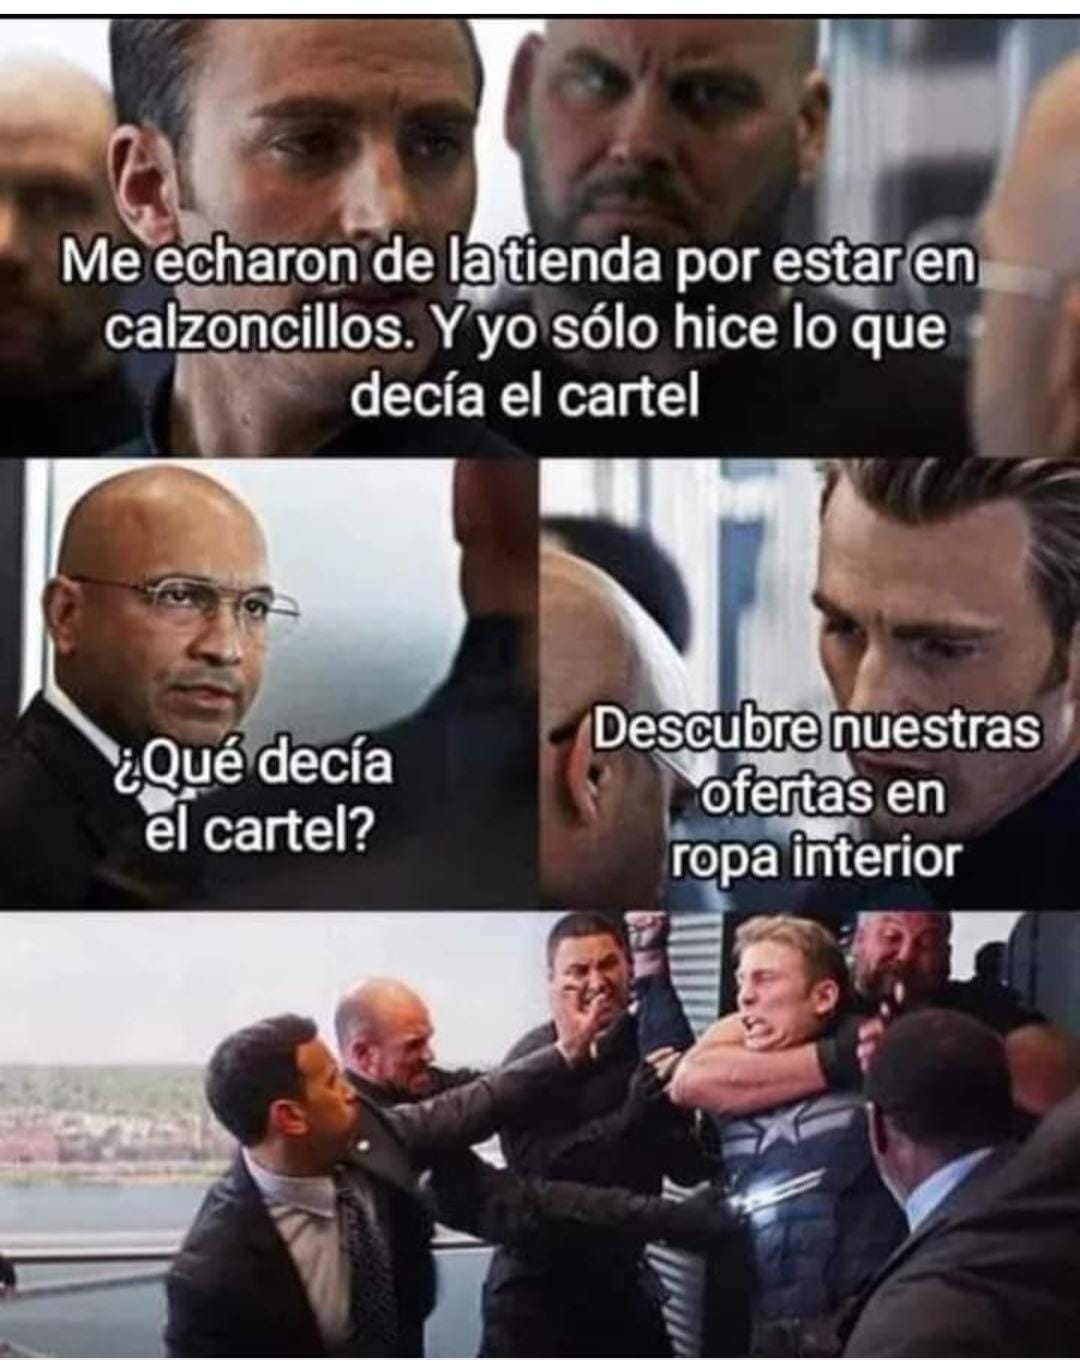 Me echaron de la tienda por estar en
calzoncillos. Y yo sólo hice lo que
decía el cartel
¿Qué decía
el cartel?
Descubre nuestras
ofertas en
ropa interior